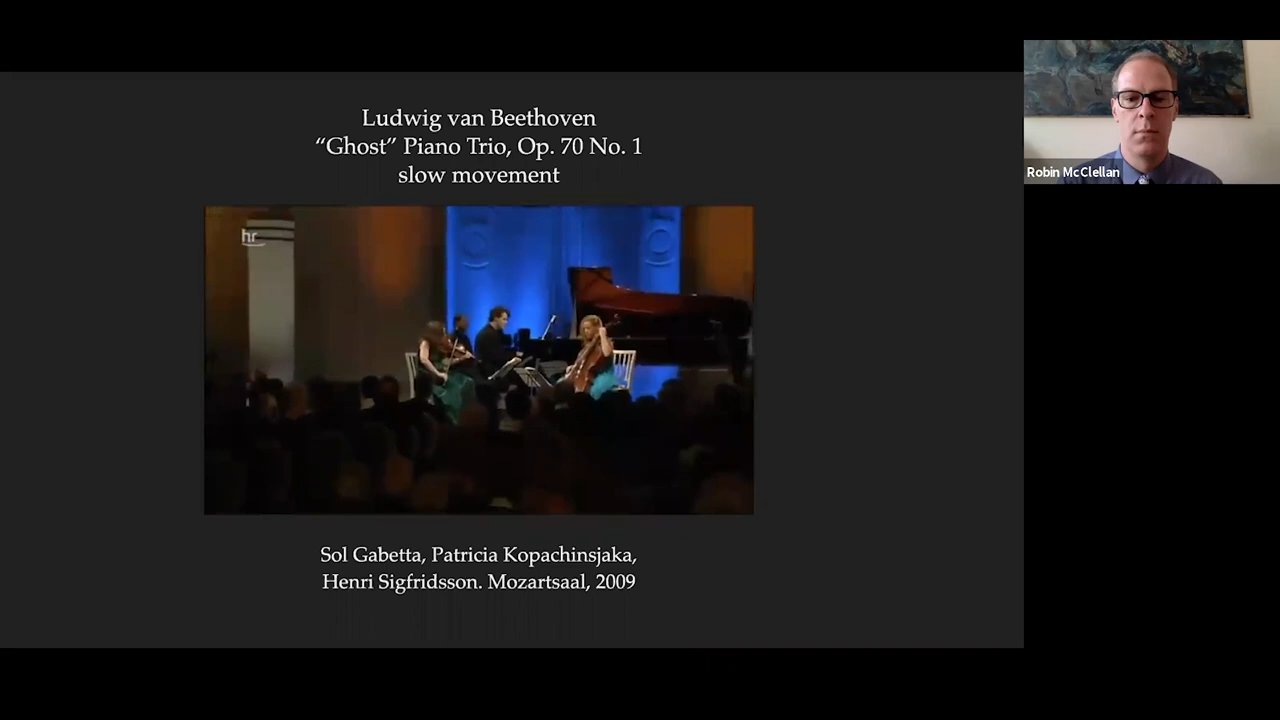 Ludwig van Beethoven
“Ghost” Piano Trio, Op. 70 No. 1
slow movement
hr
Sol Gabetta, Patricia Kopachinsjaka,
Henri Sigfridsson. Mozartsaal, 2009
Robin McClellan